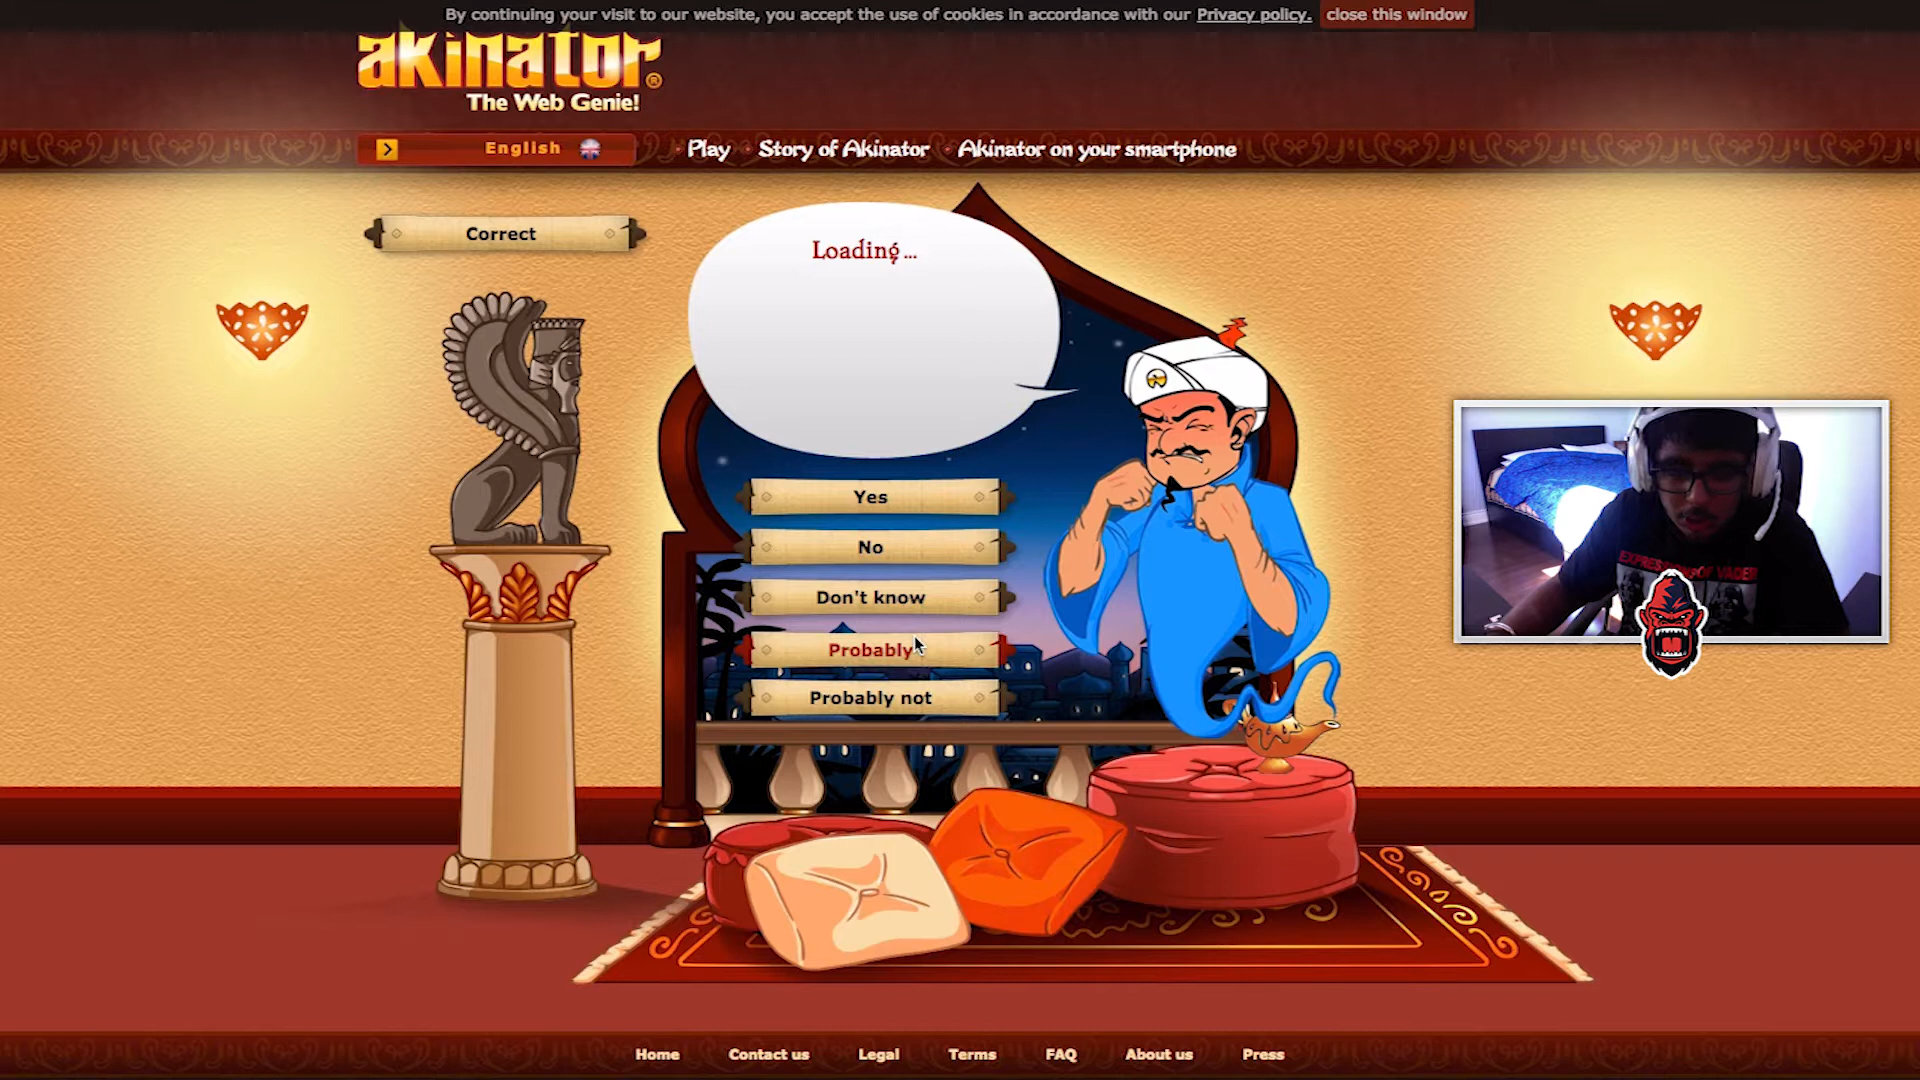 By continuing your visit to our website, you accept the use of cookies in accordance with our Privacy policy. close this window
akinator®
The Web Genie!
English
Play
Story of Akinator
Akinator on your smartphone
Correct
Loading ...
Yes
No
Don't know
Probably
Probably not
VADER
Home
Contact us
Legal
Terms
FAQ
About us
Press